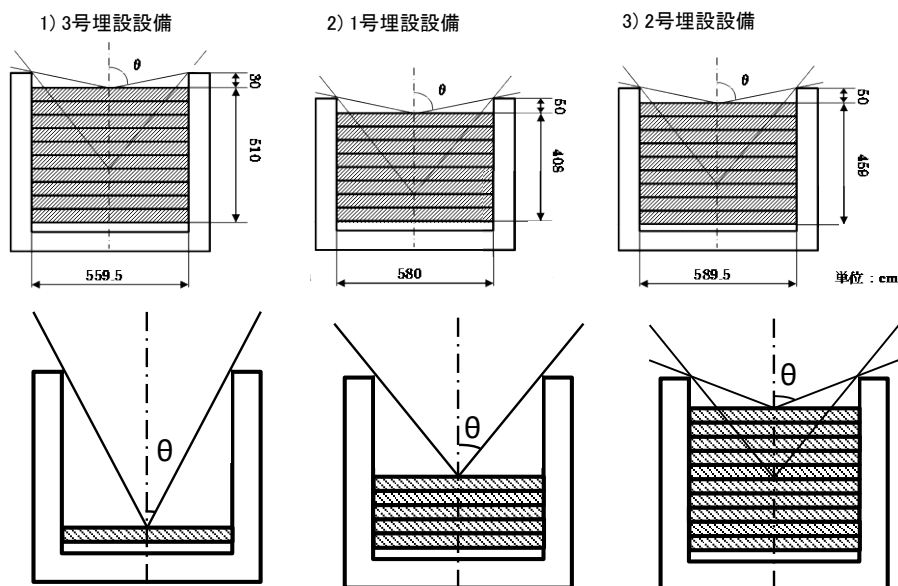 1) 3号埋設設備
2) 1号埋設設備
3) 2号埋設設備
θ
30
510
559.5
θ
50
408
580
θ
50
459
589.5
単位：cm
θ
θ
θ